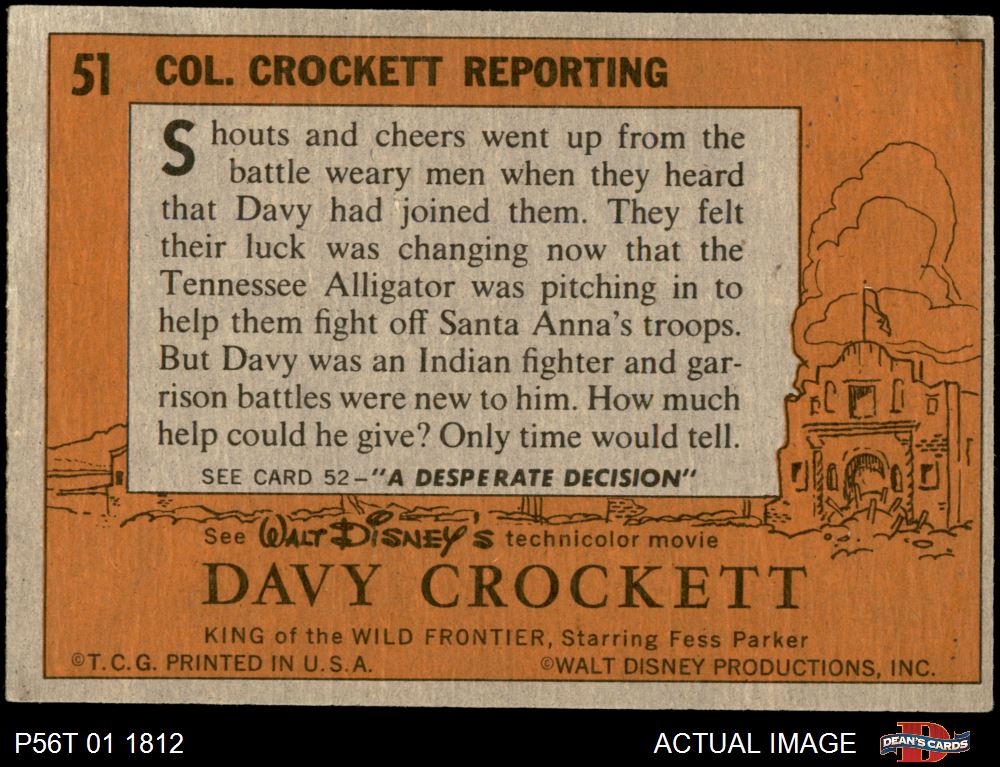 51 COL. CROCKETT REPORTING
Shouts and cheers went up from the
battle weary men when they heard
that Davy had joined them. They felt
their luck was changing now that the
Tennessee Alligator was pitching in to
help them fight off Santa Anna's troops.
But Davy was an Indian fighter and gar-
rison battles were new to him. How much
help could he give? Only time would tell.
SEE CARD 52-"A DESPERATE DECISION"
See WALT DISNEY'S technicolor movie
DAVY CROCKETT
KING of the WILD FRONTIER, Starring Fess Parker
©T.C.G. PRINTED IN U.S.A. ©WALT DISNEY PRODUCTIONS, INC.
P56T 01 1812 ACTUAL IMAGE D DEAN'S CARDS